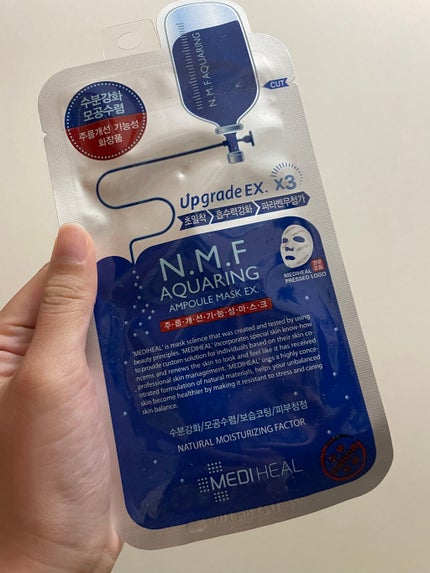 N.M.F AQUARING
CUT
수분강화
모공수렴
주름개선 기능성
화장품
Upgrade EX. x3
초밀착 흡수력강화 파라벤무첨가
N.M.F
AQUARING
AMPOULE MASK EX.
주·름·개·선·기·능·성·마·스·크
MEDIHEAL
PRESSED LOGO
'MEDIHEAL' is mask science that was created and tested by using
beauty principles. 'MEDIHEAL' incorporates special skin know how
to provide custom solution for individuals based on their skin co-
ncerns and renews the skin to look and feel like it has received
professional skin management. 'MEDIHEAL' uses a highly conce-
ntrated formulation of natural materials, helps your unbalanced
skin become healthier by making it resistant to stress and caring
skin balance.
수분강화/모공수렴/보습코팅/피부청정
NATURAL MOISTURIZING FACTOR
MEDIHEAL